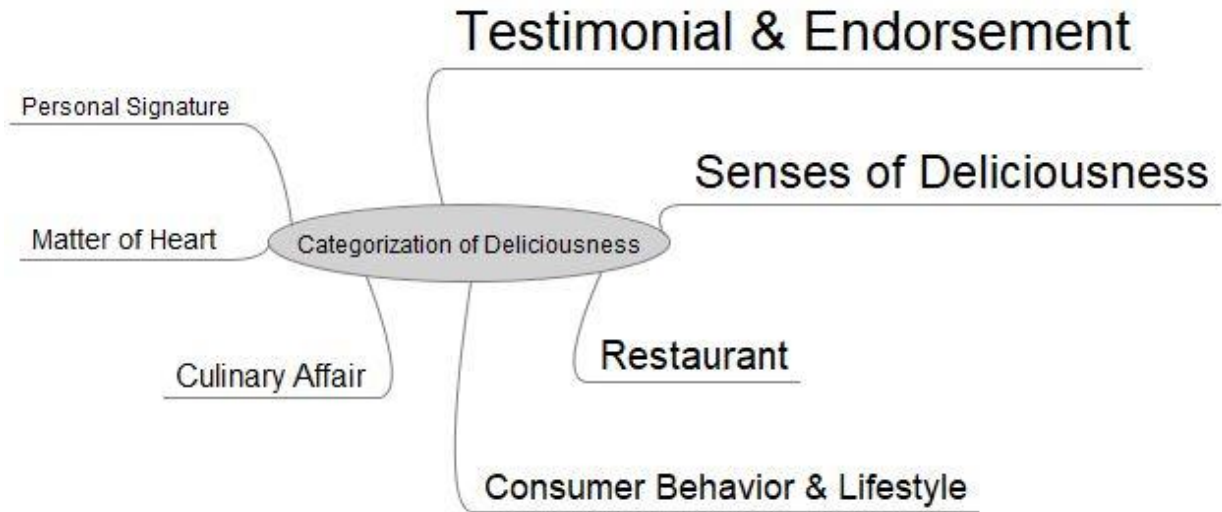 Testimonial & Endorsement
Personal Signature
Senses of Deliciousness
Matter of Heart
Categorization of Deliciousness
Restaurant
Culinary Affair
Consumer Behavior & Lifestyle